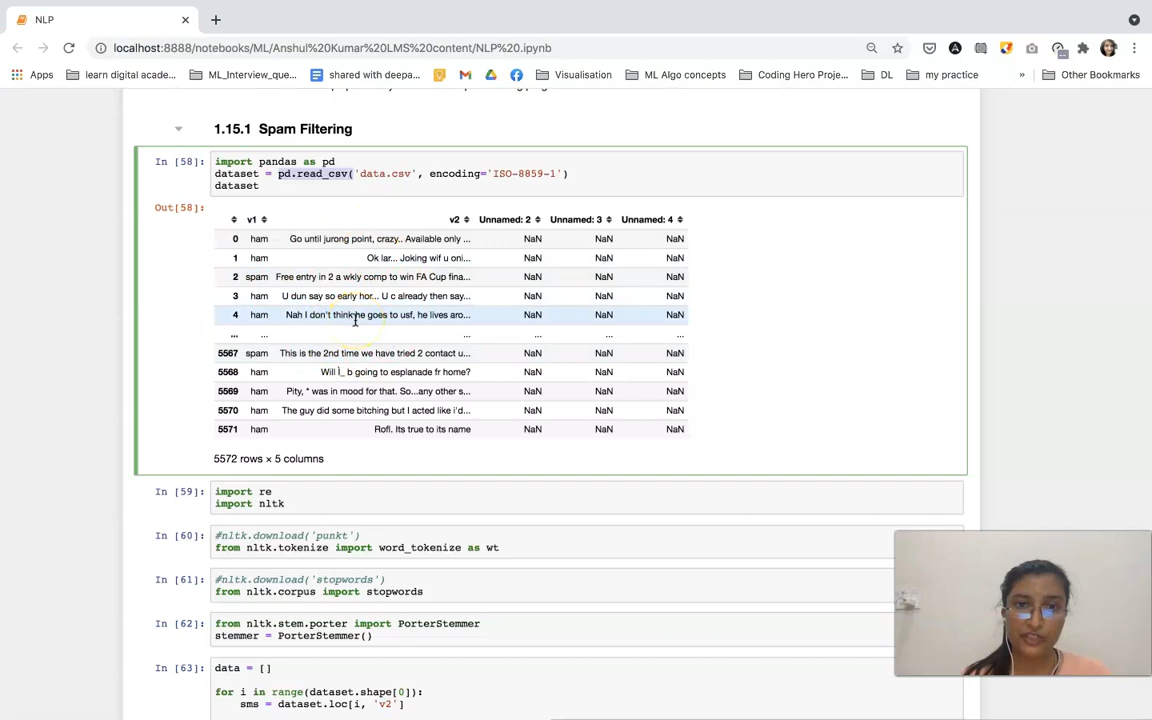 NLP
localhost:8888/notebooks/ML/Anshul%20Kumar%20LMS%20content/NLP%20.ipynb
Apps learn digital acade... ML_Interview_que... shared with deepa... Visualisation ML Algo concepts Coding Hero Proje... DL my practice » Other Bookmarks
1.15.1 Spam Filtering
In [58]: import pandas as pd
dataset = pd.read_csv('data.csv', encoding='ISO-8859-1')
dataset
Out[58]:
v1 v2 Unnamed: 2 Unnamed: 3 Unnamed: 4
0 ham Go until jurong point, crazy.. Available only ... NaN NaN NaN
1 ham Ok lar... Joking wif u oni... NaN NaN NaN
2 spam Free entry in 2 a wkly comp to win FA Cup fina... NaN NaN NaN
3 ham U dun say so early hor... U c already then say... NaN NaN NaN
4 ham Nah I don't think he goes to usf, he lives aro... NaN NaN NaN
... ... ... ... ... ...
5567 spam This is the 2nd time we have tried 2 contact u... NaN NaN NaN
5568 ham Will Ì_ b going to esplanade fr home? NaN NaN NaN
5569 ham Pity, * was in mood for that. So...any other s... NaN NaN NaN
5570 ham The guy did some bitching but I acted like i'd... NaN NaN NaN
5571 ham Rofl. Its true to its name NaN NaN NaN
5572 rows × 5 columns
In [59]: import re
import nltk
In [60]: #nltk.download('punkt')
from nltk.tokenize import word_tokenize as wt
In [61]: #nltk.download('stopwords')
from nltk.corpus import stopwords
In [62]: from nltk.stem.porter import PorterStemmer
stemmer = PorterStemmer()
In [63]: data = []
for i in range(dataset.shape[0]):
sms = dataset.loc[i, 'v2']